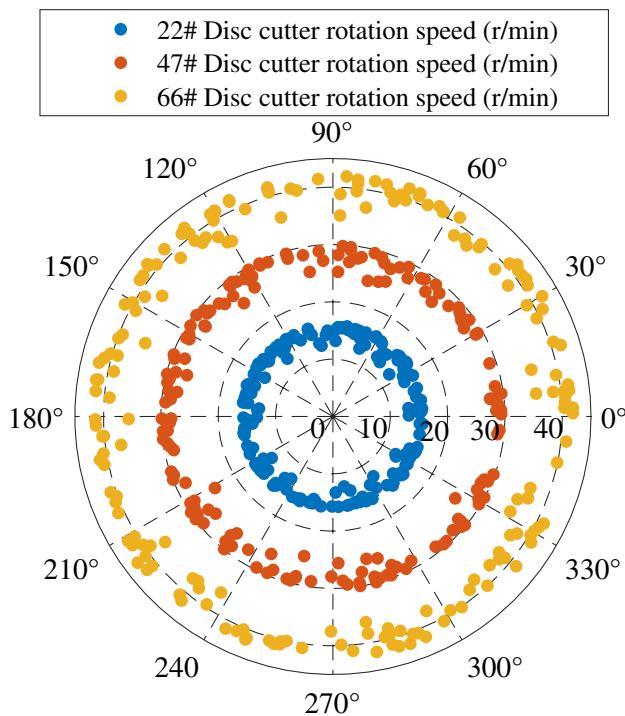 22# Disc cutter rotation speed (r/min)
47# Disc cutter rotation speed (r/min)
66# Disc cutter rotation speed (r/min)
90°
120° 60°
150° 30°
180° 0 10 20 30 40 0°
210° 330°
240 300°
270°